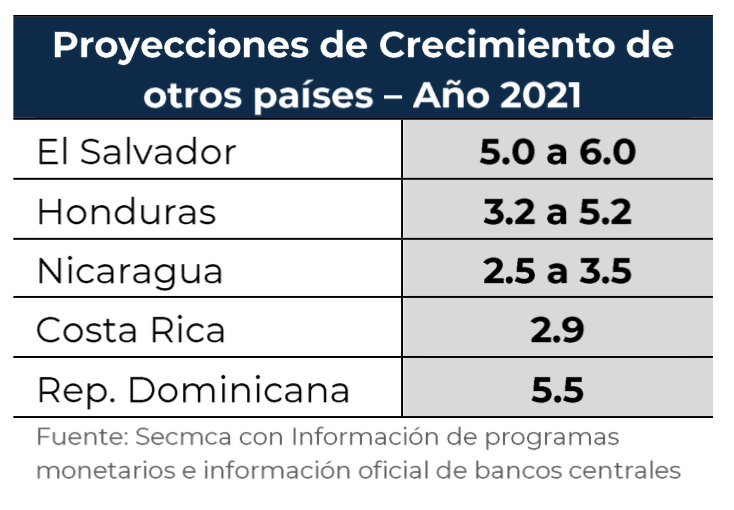 Proyecciones de Crecimiento de
otros países – Año 2021
El Salvador 5.0 a 6.0
Honduras 3.2 a 5.2
Nicaragua 2.5 a 3.5
Costa Rica 2.9
Rep. Dominicana 5.5
Fuente: Secmca con Información de programas
monetarios e información oficial de bancos centrales